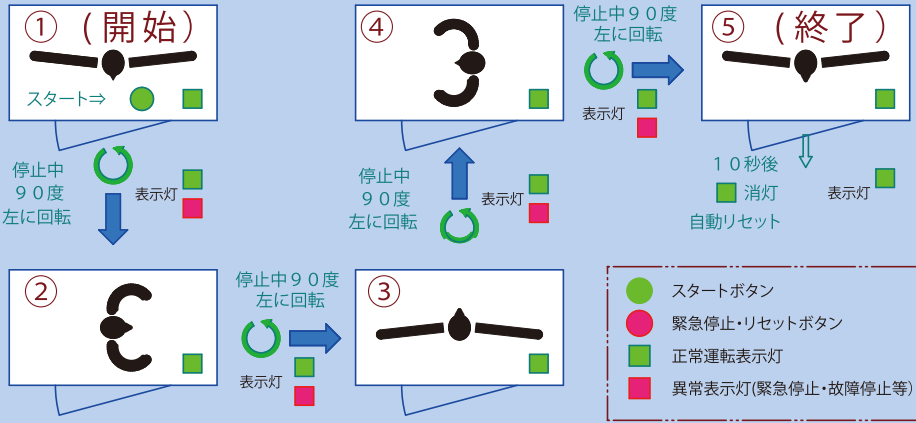 ① (開始)
スタート⇒
停止中
９０度
左に回転
表示灯
②
停止中９０度
左に回転
表示灯
③
停止中
９０度
左に回転
表示灯
④
停止中９０度
左に回転
表示灯
⑤ (終了)
１０秒後
消灯
自動リセット
表示灯
スタートボタン
緊急停止・リセットボタン
正常運転表示灯
異常表示灯(緊急停止・故障停止等)